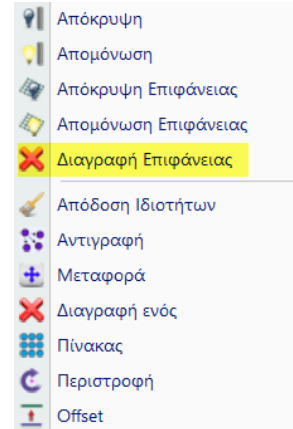 Απόκρυψη
Απομόνωση
Απόκρυψη Επιφάνειας
Απομόνωση Επιφάνειας
Διαγραφή Επιφάνειας
Απόδοση Ιδιοτήτων
Αντιγραφή
Μεταφορά
Διαγραφή ενός
Πίνακας
Περιστροφή
Offset